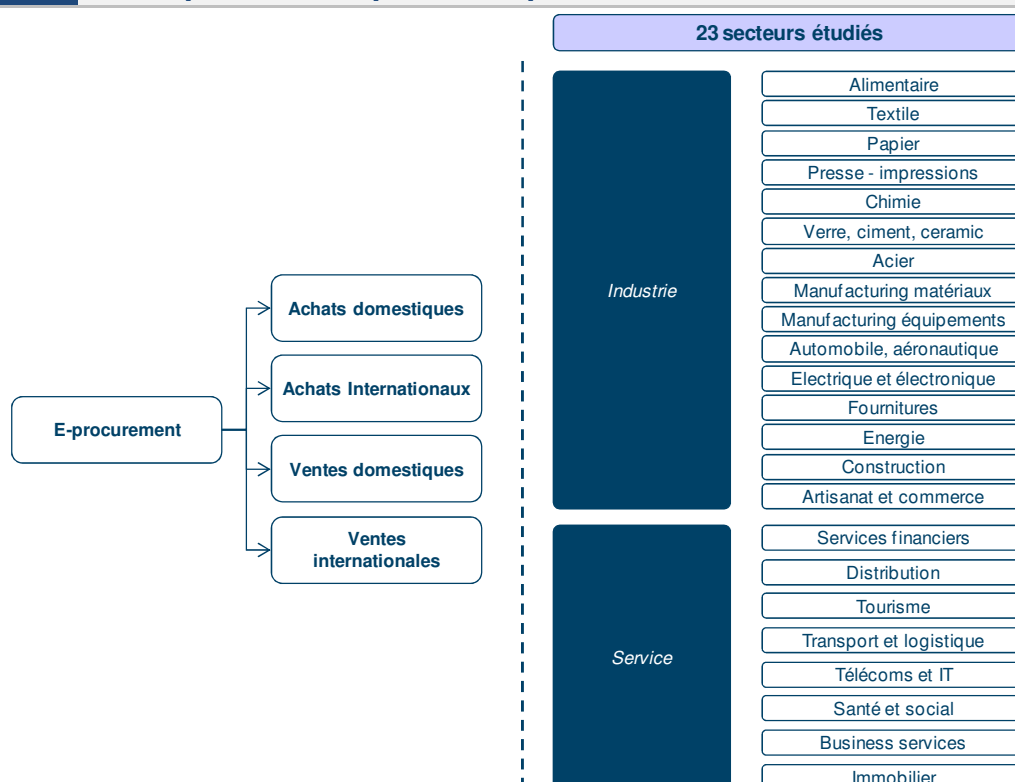 23 secteurs étudiés
E-procurement
Achats domestiques
Achats Internationaux
Ventes domestiques
Ventes
internationales
Industrie
Alimentaire
Textile
Papier
Presse - impressions
Chimie
Verre, ciment, ceramic
Acier
Manufacturing matériaux
Manufacturing équipements
Automobile, aéronautique
Electrique et électronique
Fournitures
Energie
Construction
Artisanat et commerce
Service
Services financiers
Distribution
Tourisme
Transport et logistique
Télécoms et IT
Santé et social
Business services
Immobilier